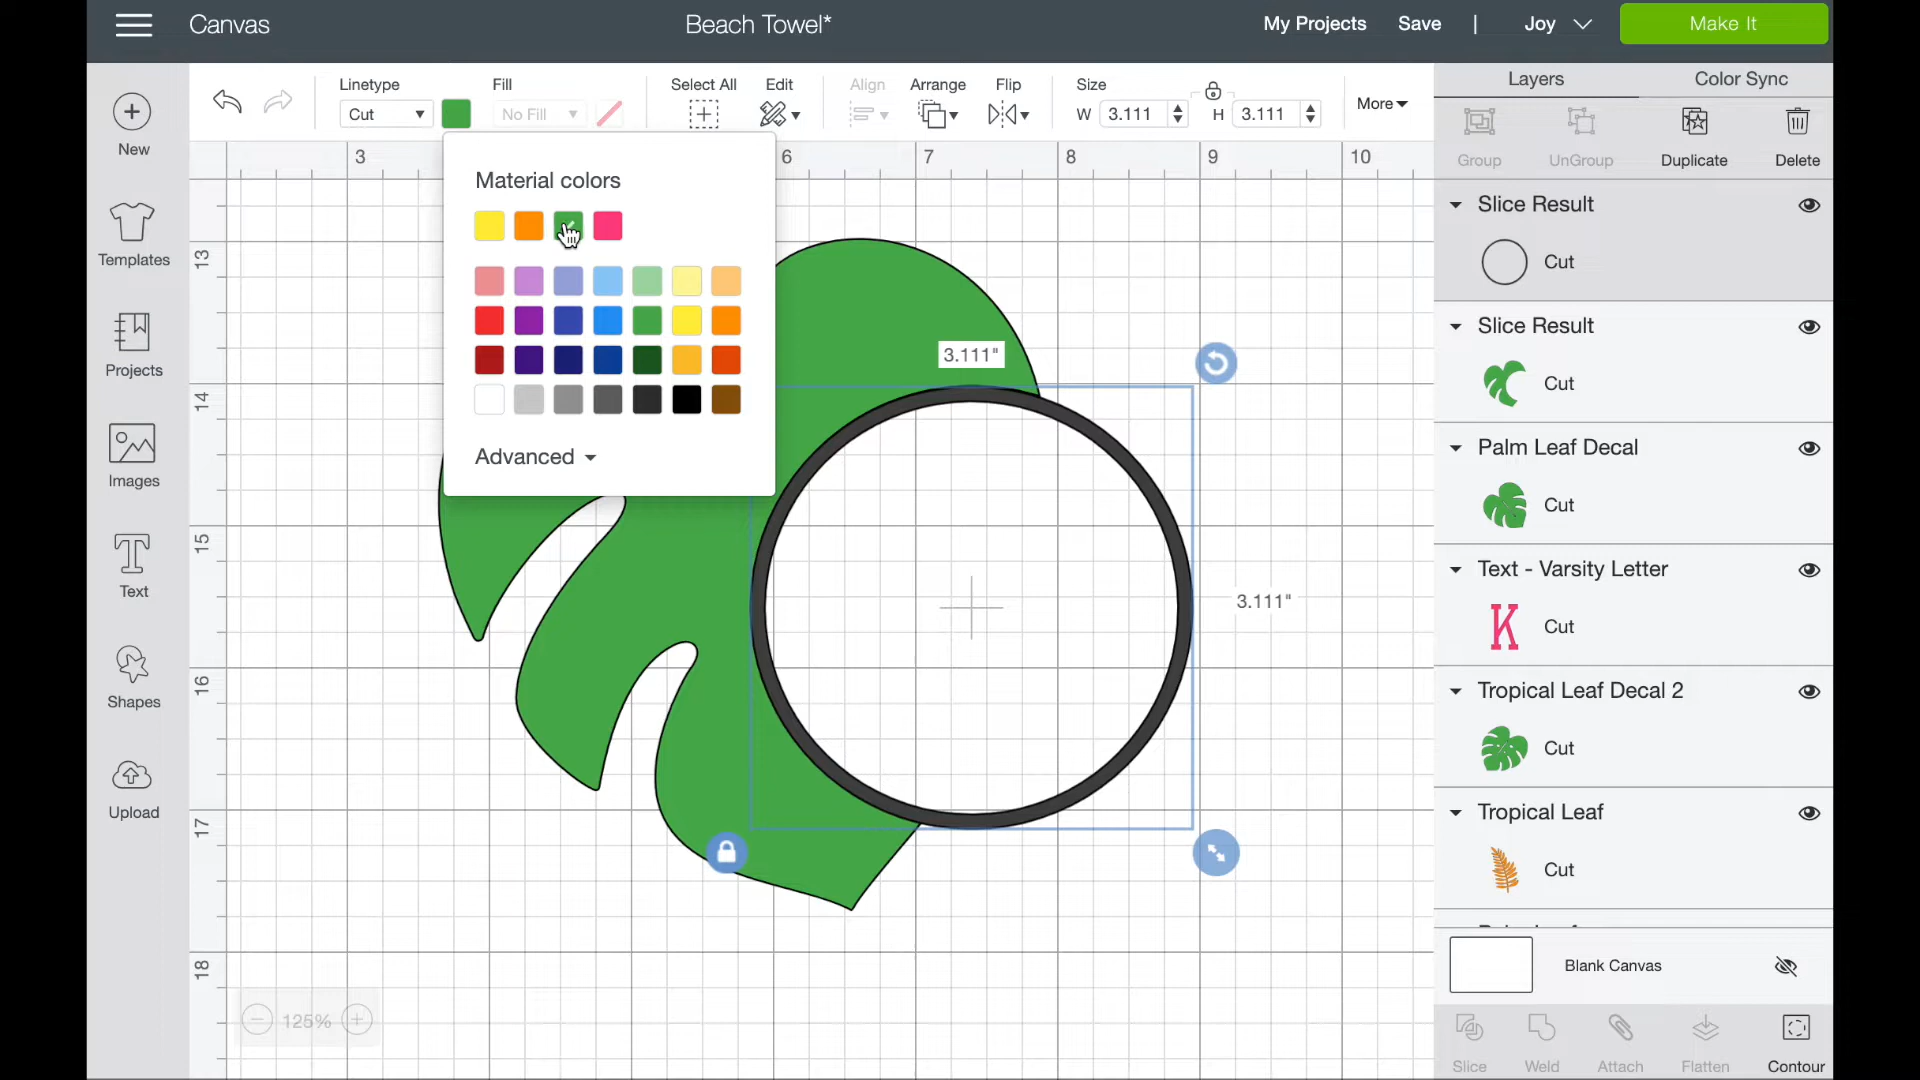 Canvas
Beach Towel*
My Projects
Save
|
Joy
Make It
New
Templates
Projects
Images
Text
Shapes
Upload
Linetype
Cut
Fill
No Fill
Select All
Edit
Align
Arrange
Flip
Size
W 3.111
H 3.111
More
3 6 7 8 9 10
13
14
15
16
17
18
Material colors
Advanced
3.111"
3.111"
125%
Layers
Color Sync
Group
UnGroup
Duplicate
Delete
Slice Result
Cut
Slice Result
Cut
Palm Leaf Decal
Cut
Text - Varsity Letter
K Cut
Tropical Leaf Decal 2
Cut
Tropical Leaf
Cut
Blank Canvas
Slice
Weld
Attach
Flatten
Contour